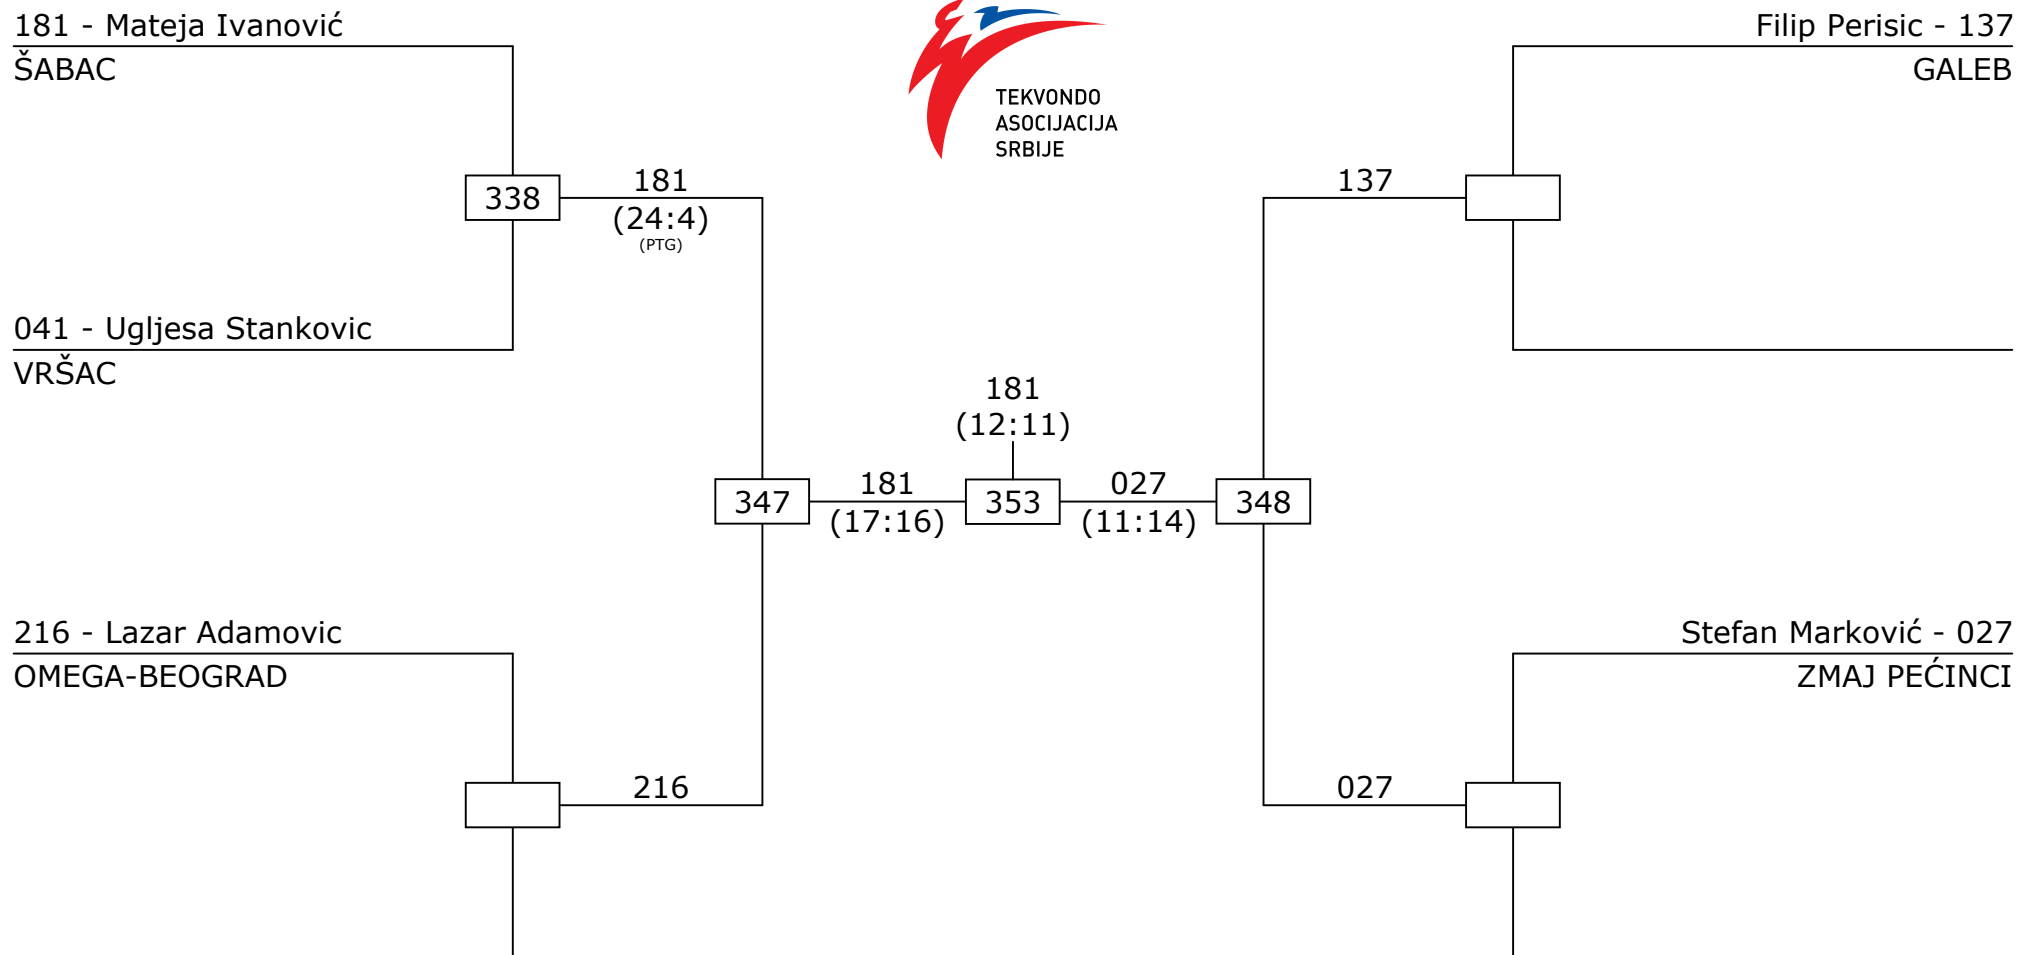 181 - Mateja Ivanović
ŠABAC
Filip Perisic - 137
GALEB
TEKVONDO
ASOCIJACIJA
SRBIJE
338
181
(24:4)
(PTG)
137
041 - Ugljesa Stankovic
VRŠAC
181
(12:11)
347
181
(17:16)
353
027
(11:14)
348
216 - Lazar Adamovic
OMEGA-BEOGRAD
Stefan Marković - 027
ZMAJ PEĆINCI
216
027